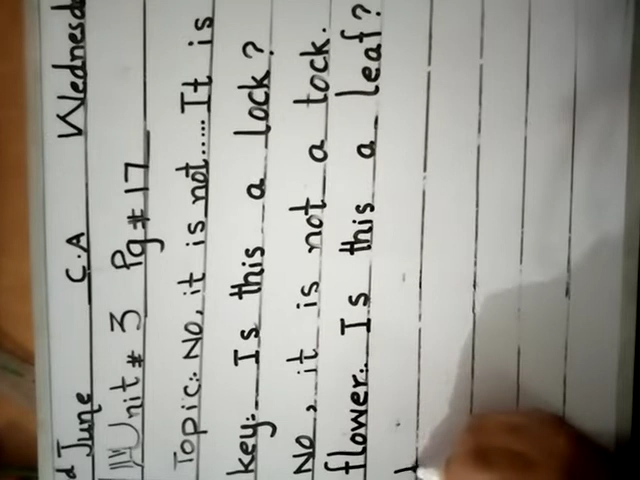 d June C.A Wednesd
Unit # 3 Pg # 17
Topic:- No, it is not..... It is
key:- Is this a lock?
No, it is not a lock.
flower:- Is this a leaf?